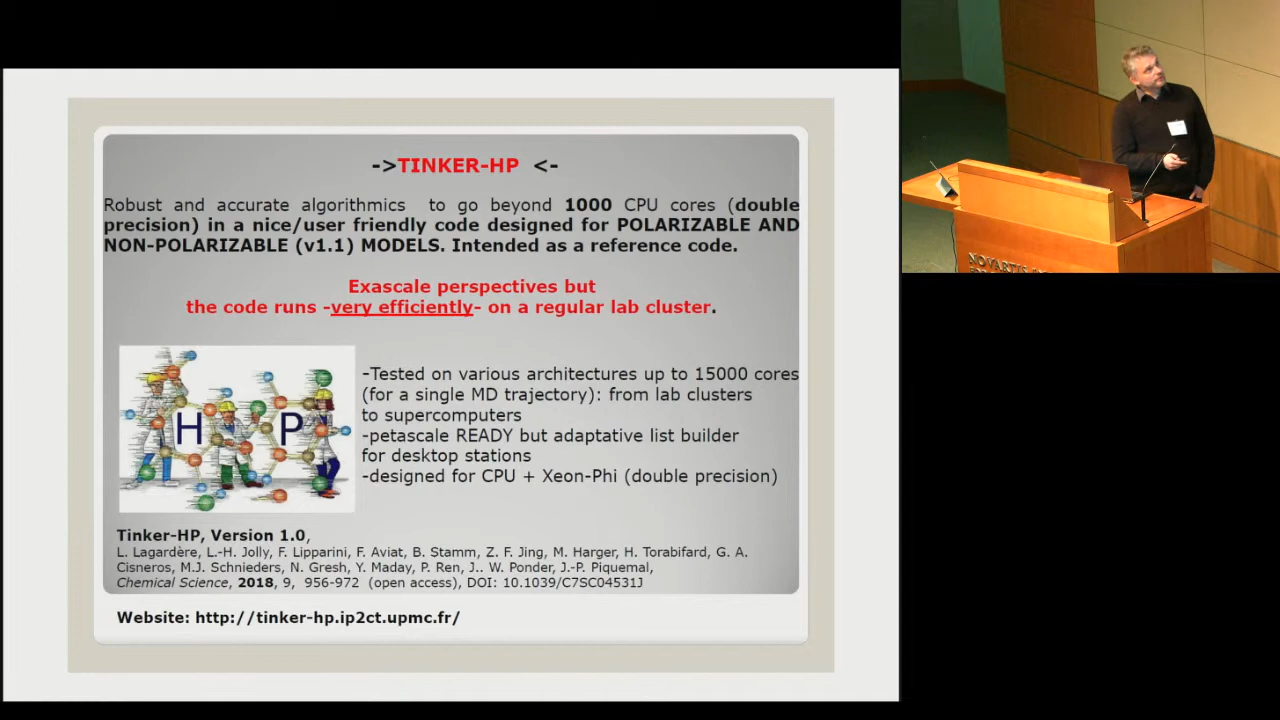 ->TINKER-HP <-
Robust and accurate algorithmics to go beyond 1000 CPU cores (double
precision) in a nice/user friendly code designed for POLARIZABLE AND
NON-POLARIZABLE (v1.1) MODELS. Intended as a reference code.
Exascale perspectives but
the code runs -very efficiently- on a regular lab cluster.
H P
-Tested on various architectures up to 15000 cores
(for a single MD trajectory): from lab clusters
to supercomputers
-petascale READY but adaptative list builder
for desktop stations
-designed for CPU + Xeon-Phi (double precision)
Tinker-HP, Version 1.0,
L. Lagardère, L.-H. Jolly, F. Lipparini, F. Aviat, B. Stamm, Z. F. Jing, M. Harger, H. Torabifard, G. A.
Cisneros, M.J. Schnieders, N. Gresh, Y. Maday, P. Ren, J.. W. Ponder, J.-P. Piquemal,
Chemical Science, 2018, 9, 956-972 (open access), DOI: 10.1039/C7SC04531J
Website: http://tinker-hp.ip2ct.upmc.fr/
NOVARTIS